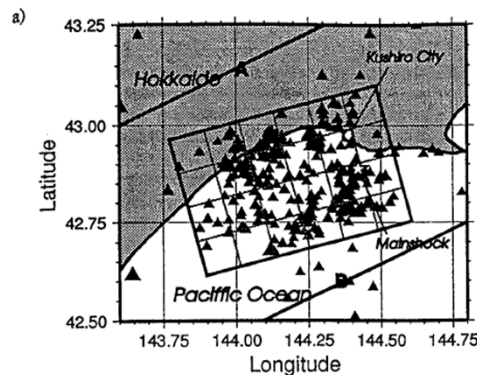 a)
43.25
43.00
42.75
42.50
Latitude
Hokkaido
Kushiro City
Mainshock
Paciffic Ocean
143.75
144.00
144.25
144.50
144.75
Longitude